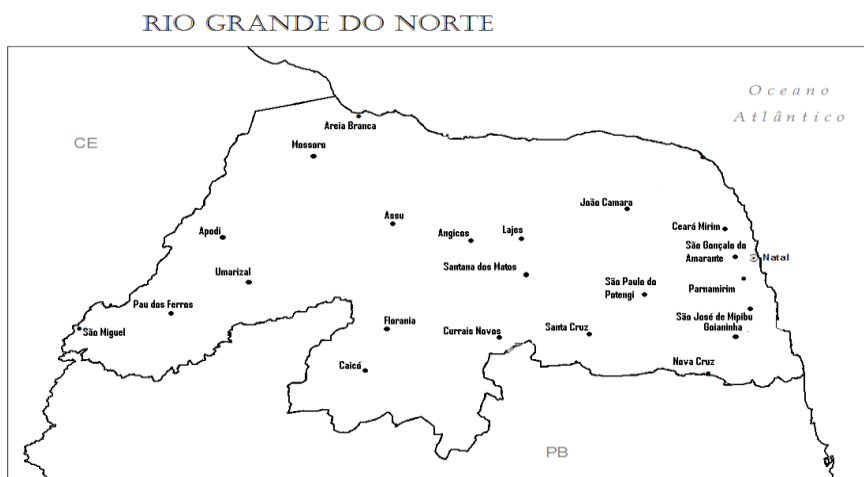 RIO GRANDE DO NORTE
Oceano
Atlântico
CE
Areia Branca
Mossoro
João Camara
Assu
Ceará Mirim
Apodi
Angicos
Lajes
São Gonçalo do
Amarante
Natal
Santana dos Matos
Umarizal
São Paulo do
Potengi
Parnamirim
Pau dos Ferros
São José de Mipibu
Florania
Goianinha
São Miguel
Currais Novos
Santa Cruz
Caicó
Nova Cruz
PB